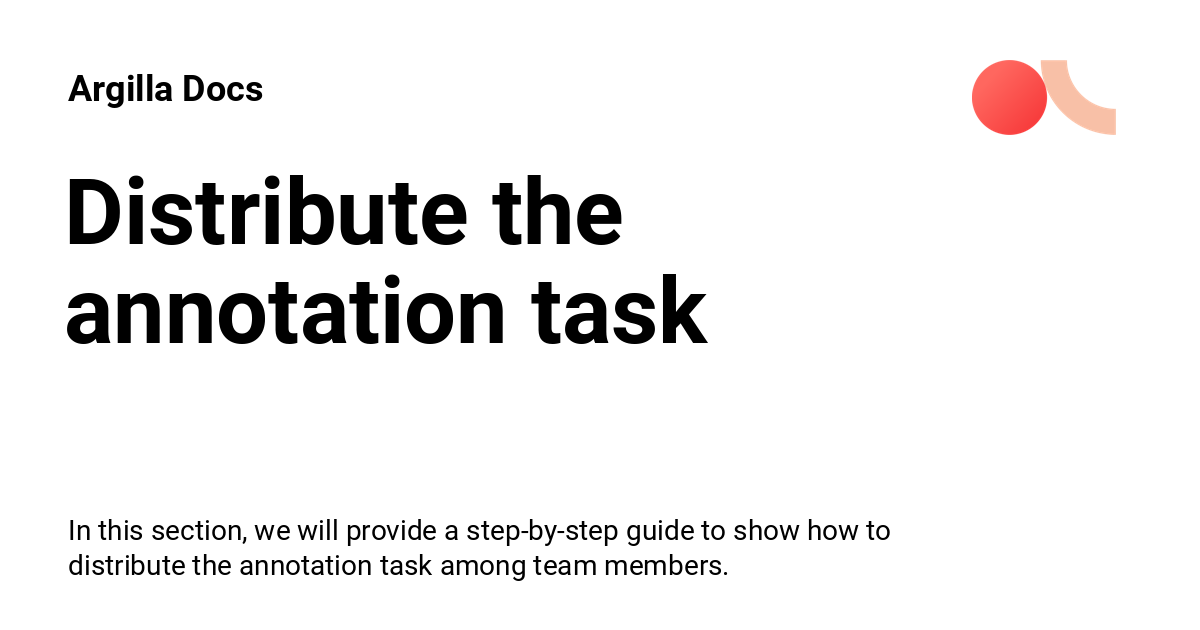 Argilla Docs
Distribute the
annotation task
In this section, we will provide a step-by-step guide to show how to
distribute the annotation task among team members.